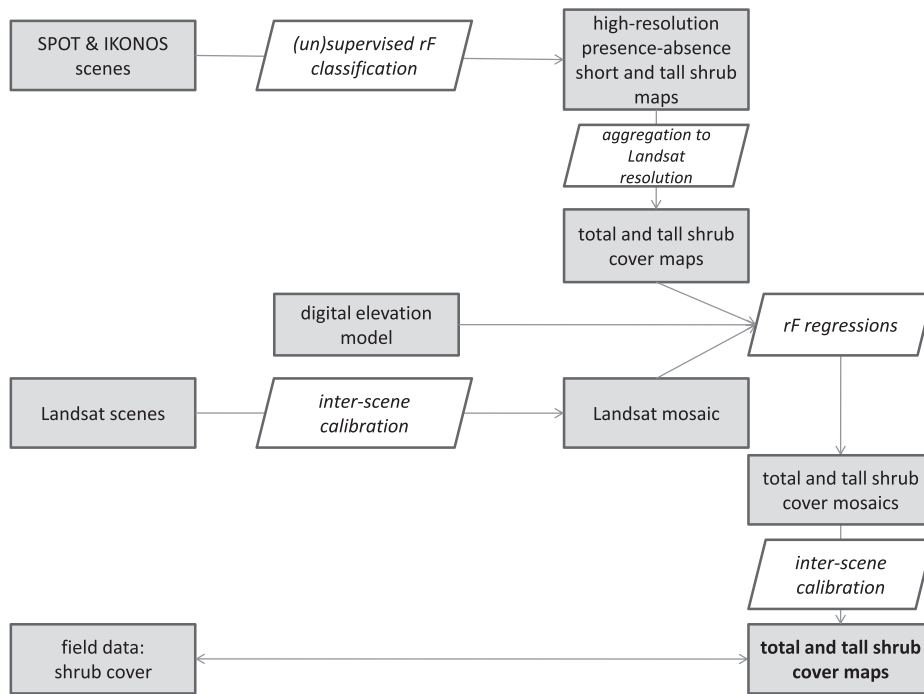 SPOT & IKONOS
scenes
(un)supervised rF
classification
high-resolution
presence-absence
short and tall shrub
maps
aggregation to
Landsat
resolution
total and tall shrub
cover maps
digital elevation
model
rF regressions
Landsat scenes
inter-scene
calibration
Landsat mosaic
total and tall shrub
cover mosaics
inter-scene
calibration
field data:
shrub cover
total and tall shrub
cover maps